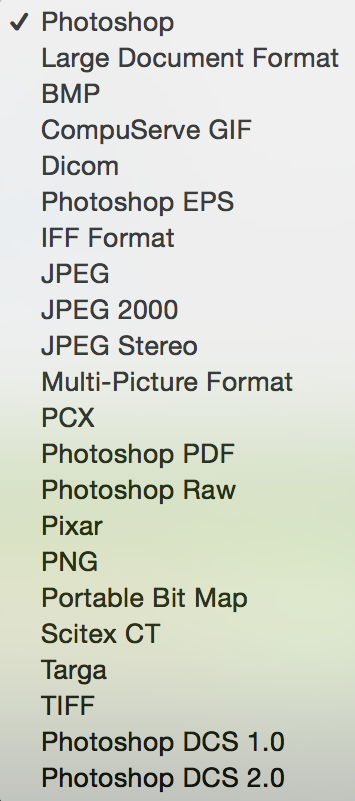 Photoshop
Large Document Format
BMP
CompuServe GIF
Dicom
Photoshop EPS
IFF Format
JPEG
JPEG 2000
JPEG Stereo
Multi-Picture Format
PCX
Photoshop PDF
Photoshop Raw
Pixar
PNG
Portable Bit Map
Scitex CT
Targa
TIFF
Photoshop DCS 1.0
Photoshop DCS 2.0